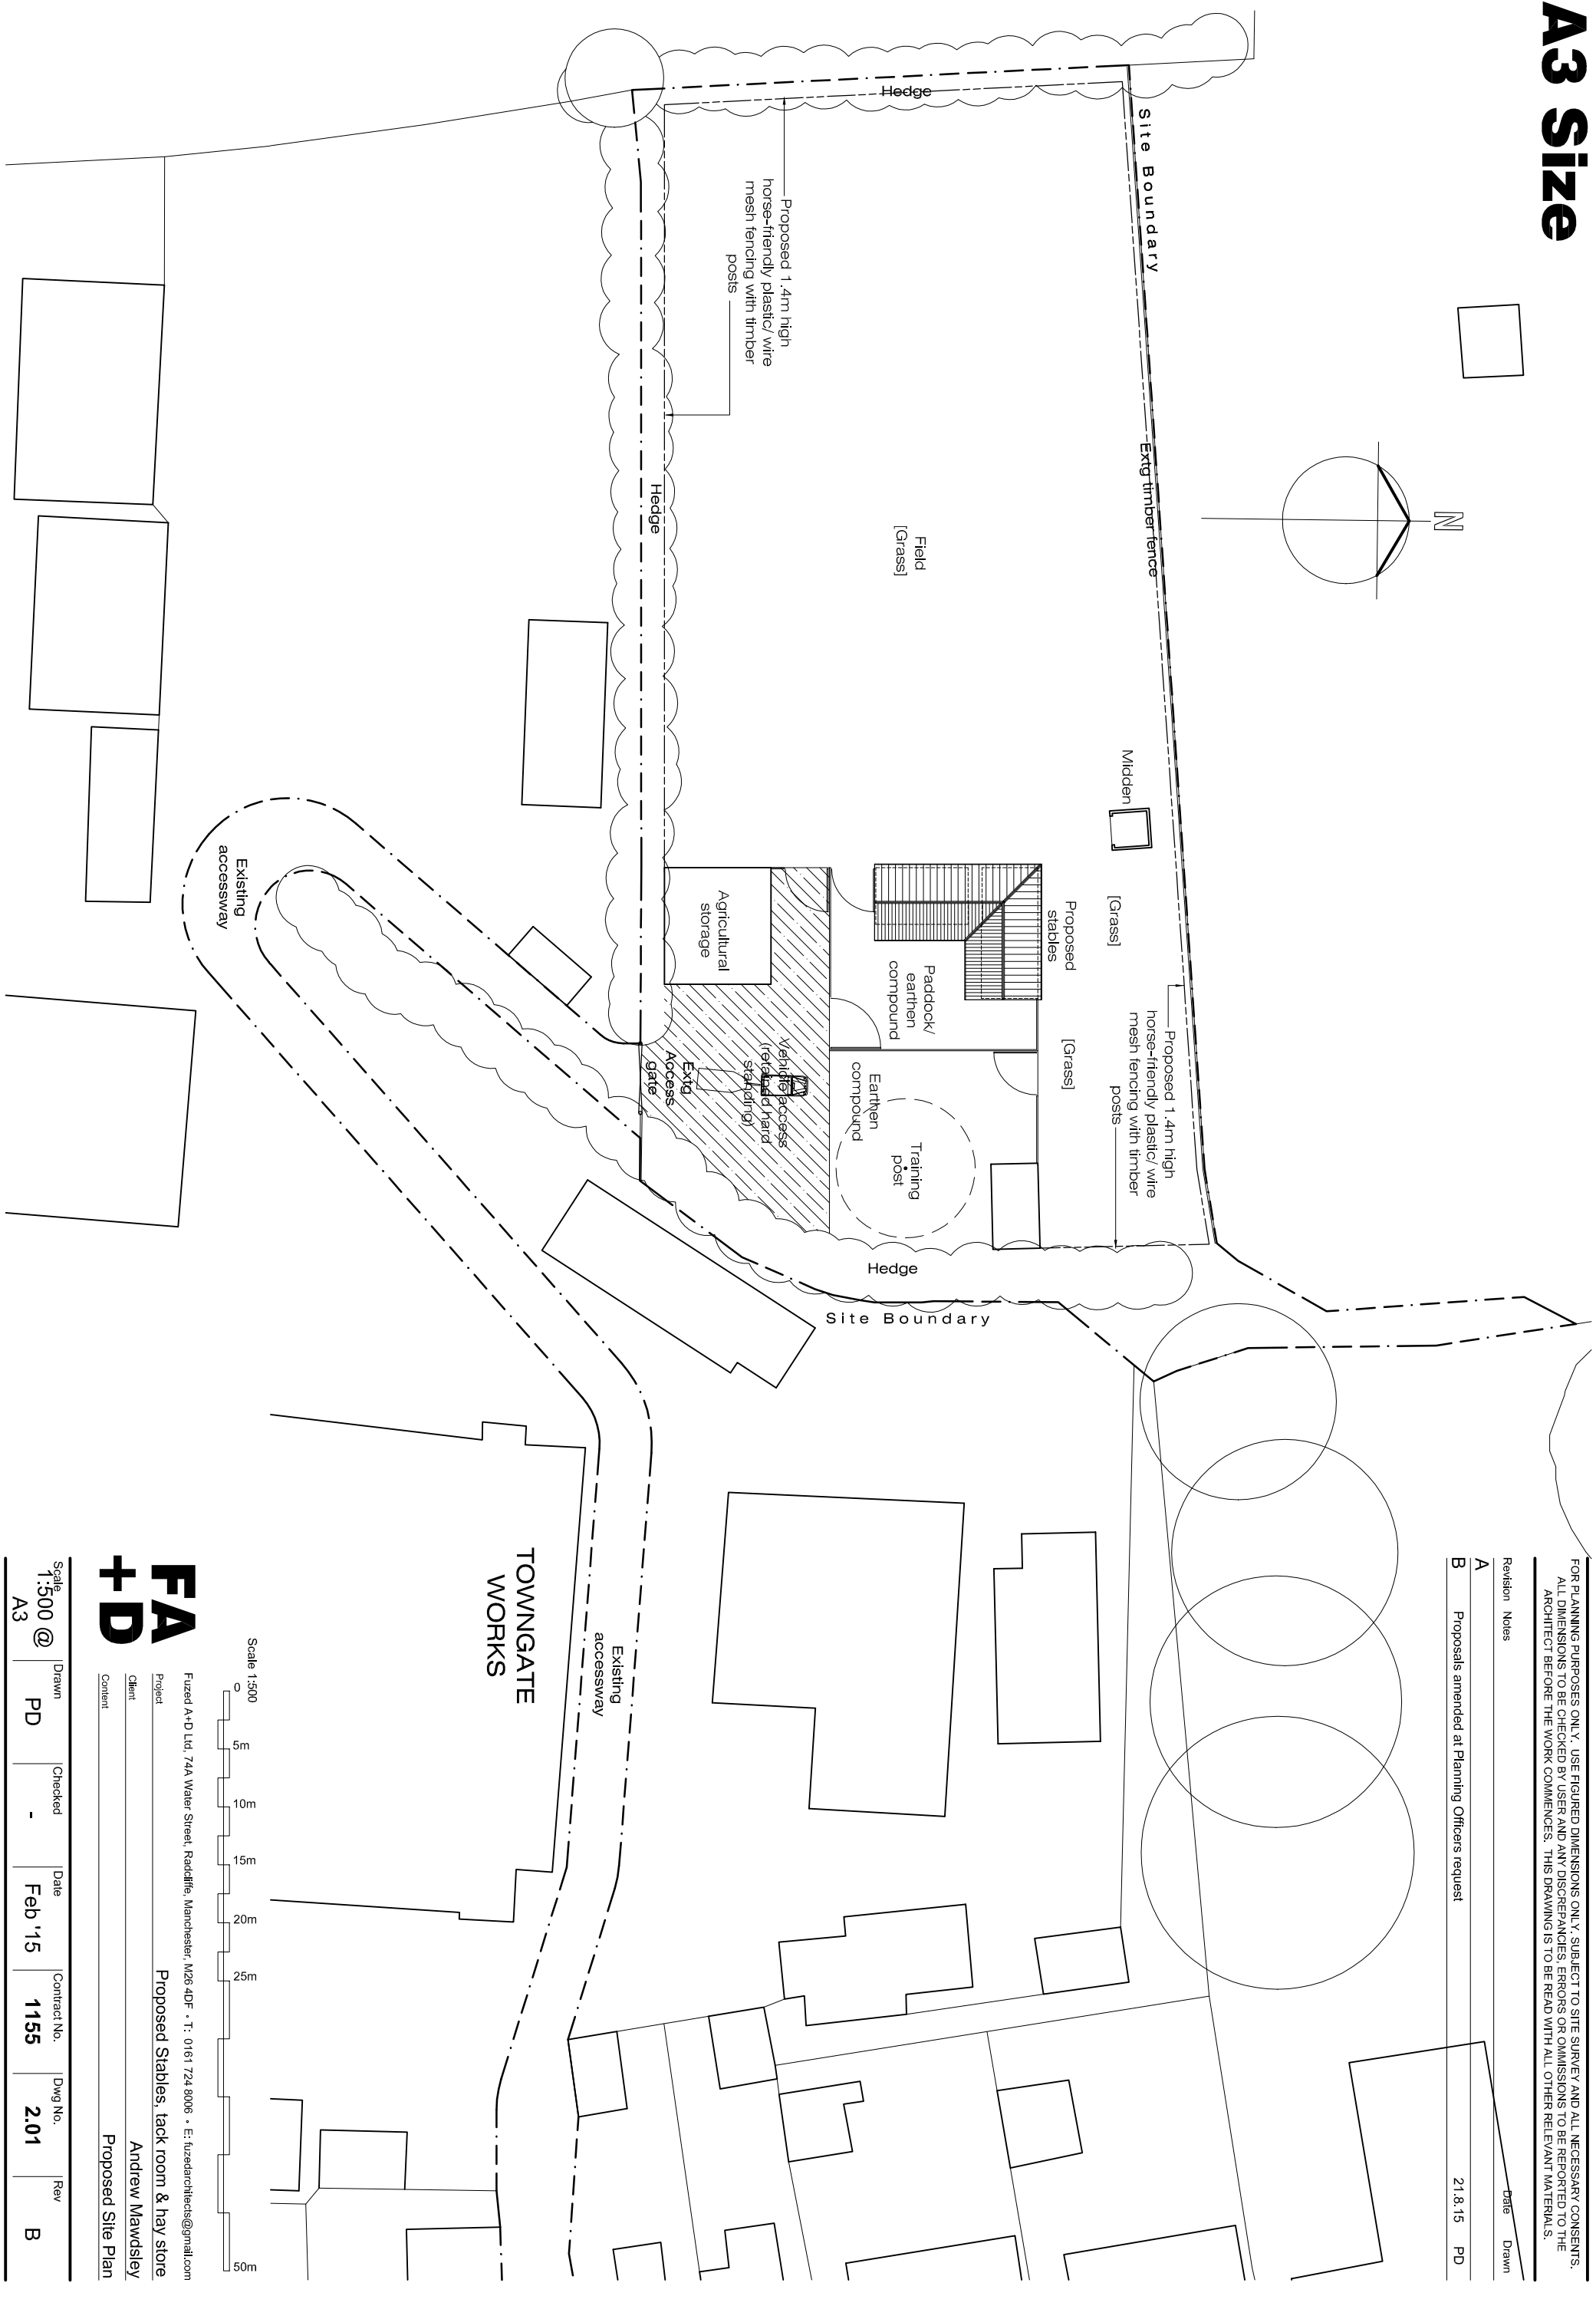 A3 Size
FOR PLANNING PURPOSES ONLY. USE FIGURED DIMENSIONS ONLY. SUBJECT TO SITE SURVEY AND ALL NECESSARY CONSENTS.
ALL DIMENSIONS TO BE CHECKED BY USER AND ANY DISCREPANCIES, ERRORS OR OMMISSIONS TO BE REPORTED TO THE
ARCHITECT BEFORE THE WORK COMMENCES. THIS DRAWING IS TO BE READ WITH ALL OTHER RELEVANT MATERIALS.
Revision Notes Date Drawn
A
B Proposals amended at Planning Officers request 21.8.15 PD
N
Site Boundary
Extg timber fence
Hedge
Proposed 1.4m high
horse-friendly plastic/ wire
mesh fencing with timber
posts
Field
[Grass]
Hedge
Midden
[Grass]
Proposed
stables
[Grass]
Proposed 1.4m high
horse-friendly plastic/ wire
mesh fencing with timber
posts
Paddock/
earthen
compound
Earthen
compound
Training
post
Agricultural
storage
Vehicle access
(retained hard
standing)
Extg
Access
gate
Hedge
Site Boundary
Existing
accessway
Existing
accessway
TOWNGATE
WORKS
Scale 1:500
0 5m 10m 15m 20m 25m 50m
FA
+D
Fuzed A+D Ltd, 74A Water Street, Radcliffe, Manchester, M26 4DF • T: 0161 724 8006 • E: fuzedarchitects@gmail.com
Project Proposed Stables, tack room & hay store
Client Andrew Mawdsley
Content Proposed Site Plan
Scale 1:500 @
A3
Drawn PD
Checked -
Date Feb '15
Contract No. 1155
Dwg No. 2.01
Rev B